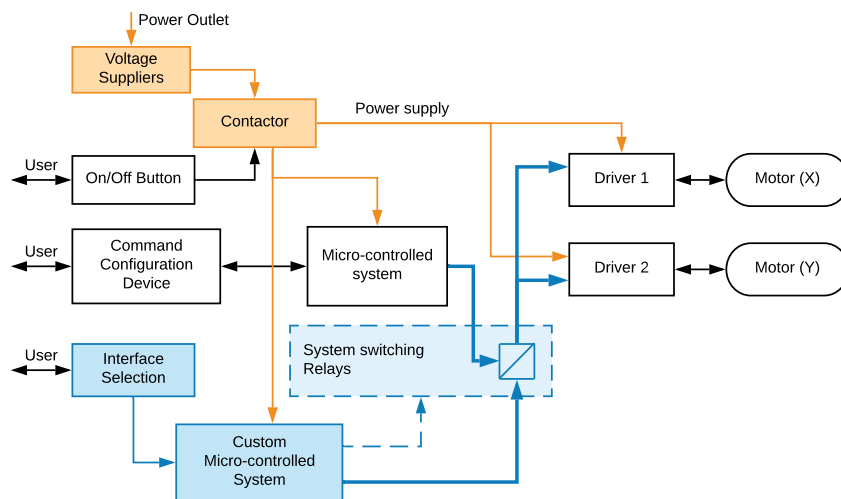 Power Outlet
Voltage
Suppliers
Contactor
Power supply
User
On/Off Button
Driver 1
Motor (X)
User
Command
Configuration
Device
Micro-controlled
system
Driver 2
Motor (Y)
User
Interface
Selection
System switching
Relays
Custom
Micro-controlled
System